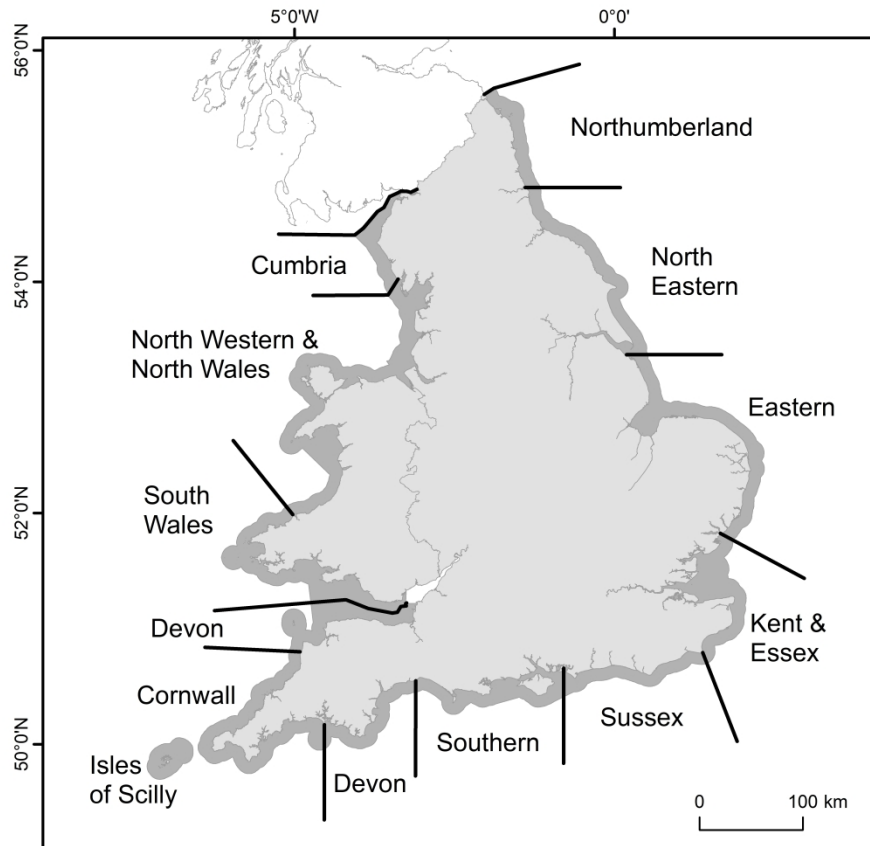 5°0'W
0°0'
56°0'N
Northumberland
Cumbria
North
Eastern
54°0'N
North Western &
North Wales
Eastern
South
Wales
52°0'N
Devon
Kent &
Essex
Cornwall
Sussex
Southern
50°0'N
Isles
of Scilly
Devon
0
100 km